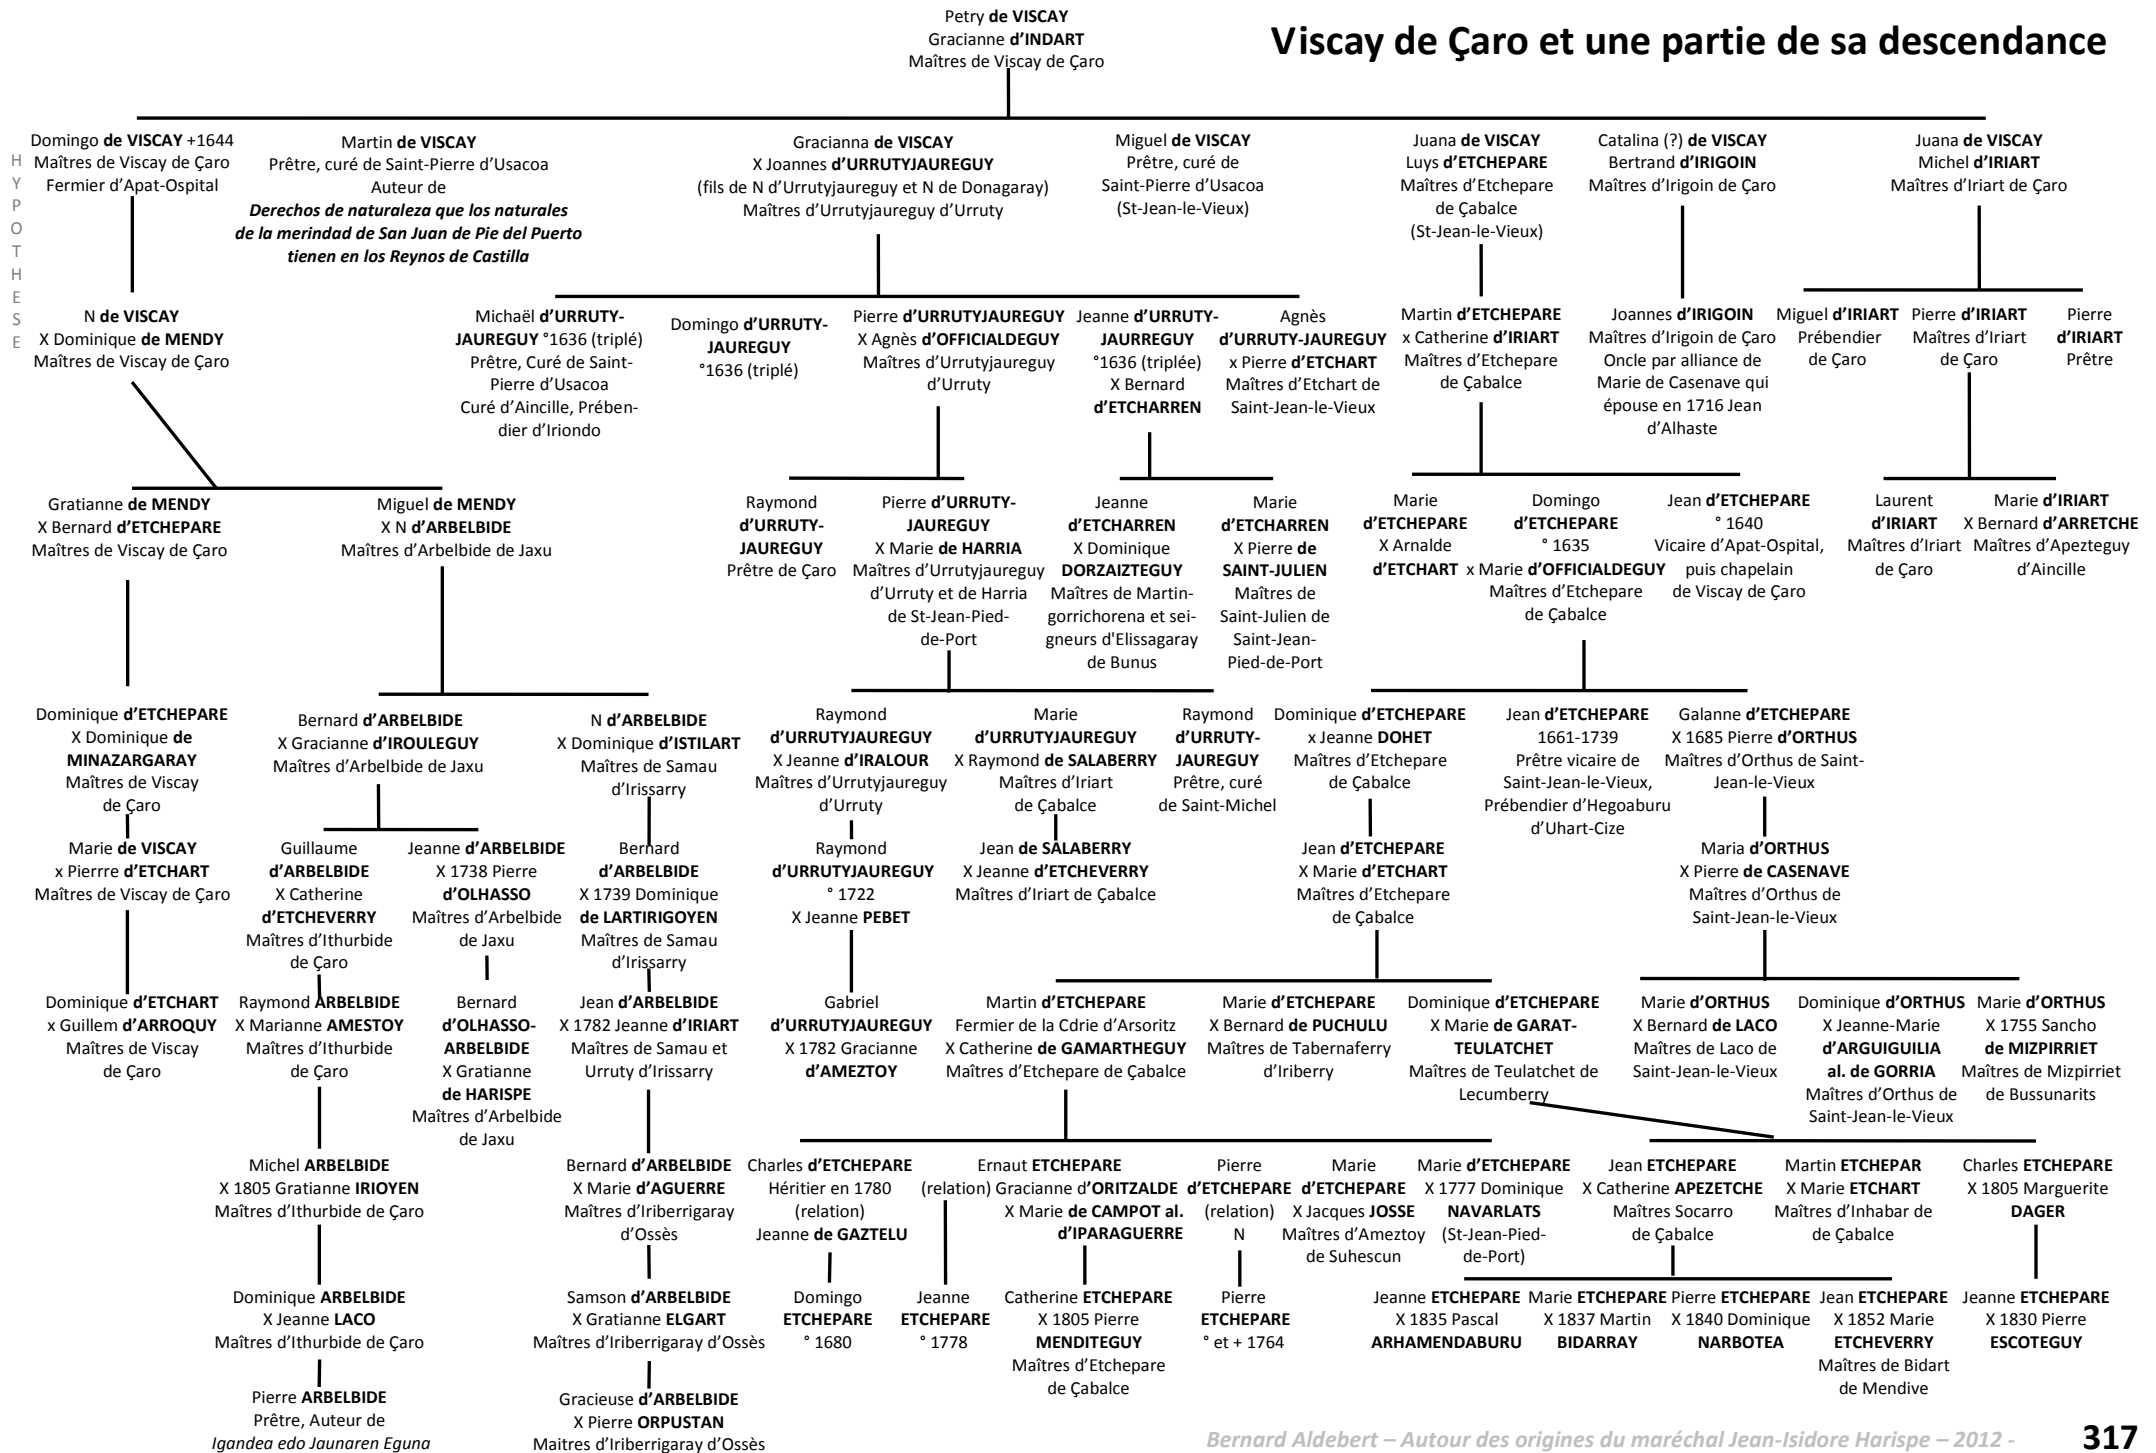 Petry de VISCAY
Gracianne d'INDART
Maîtres de Viscay de Çaro
Viscay de Çaro et une partie de sa descendance
HYPOTHESE
Domingo de VISCAY +1644
Maîtres de Viscay de Çaro
Fermier d'Apat-Ospital
Martin de VISCAY
Prêtre, curé de Saint-Pierre d'Usacoa
Auteur de
Derechos de naturaleza que los naturales
de la merindad de San Juan de Pie del Puerto
tienen en los Reynos de Castilla
Gracianna de VISCAY
X Joannes d'URRUTYJAUREGUY
(fils de N d'Urrutyjaureguy et N de Donagaray)
Maîtres d'Urrutyjaureguy d'Urruty
Miguel de VISCAY
Prêtre, curé de
Saint-Pierre d'Usacoa
(St-Jean-le-Vieux)
Juana de VISCAY
Luys d'ETCHEPARE
Maîtres d'Etchepare
de Çabalce
(St-Jean-le-Vieux)
Catalina (?) de VISCAY
Bertrand d'IRIGOIN
Maîtres d'Irigoin de Çaro
Juana de VISCAY
Michel d'IRIART
Maîtres d'Iriart de Çaro
N de VISCAY
X Dominique de MENDY
Maîtres de Viscay de Çaro
Michaël d'URRUTY-
JAUREGUY °1636 (triplé)
Prêtre, Curé de Saint-
Pierre d'Usacoa
Curé d'Aincille, Prében-
dier d'Iriondo
Domingo d'URRUTY-
JAUREGUY
°1636 (triplé)
Pierre d'URRUTYJAUREGUY
X Agnès d'OFFICIALDEGUY
Maîtres d'Urrutyjaureguy
d'Urruty
Jeanne d'URRUTY-
JAURREGUY
°1636 (triplée)
X Bernard
d'ETCHARREN
Agnès
d'URRUTY-JAUREGUY
x Pierre d'ETCHART
Maîtres d'Etchart de
Saint-Jean-le-Vieux
Martin d'ETCHEPARE
x Catherine d'IRIART
Maîtres d'Etchepare
de Çabalce
Joannes d'IRIGOIN
Maîtres d'Irigoin de Çaro
Oncle par alliance de
Marie de Casenave qui
épouse en 1716 Jean
d'Alhaste
Miguel d'IRIART
Prébendier
de Çaro
Pierre d'IRIART
Maîtres d'Iriart
de Çaro
Pierre
d'IRIART
Prêtre
Gratianne de MENDY
X Bernard d'ETCHEPARE
Maîtres de Viscay de Çaro
Miguel de MENDY
X N d'ARBELBIDE
Maîtres d'Arbelbide de Jaxu
Raymond
d'URRUTY-
JAUREGUY
Prêtre de Çaro
Pierre d'URRUTY-
JAUREGUY
X Marie de HARRIA
Maîtres d'Urrutyjaureguy
d'Urruty et de Harria
de St-Jean-Pied-
de-Port
Jeanne
d'ETCHARREN
X Dominique
DORZAIZTEGUY
Maîtres de Martin-
gorrichorena et sei-
gneurs d'Elissagaray
de Bunus
Marie
d'ETCHARREN
X Pierre de
SAINT-JULIEN
Maîtres de
Saint-Julien de
Saint-Jean-
Pied-de-Port
Marie
d'ETCHEPARE
X Arnalde
d'ETCHART
Domingo
d'ETCHEPARE
° 1635
x Marie d'OFFICIALDEGUY
Maîtres d'Etchepare
de Çabalce
Jean d'ETCHEPARE
° 1640
Vicaire d'Apat-Ospital,
puis chapelain
de Viscay de Çaro
Laurent
d'IRIART
Maîtres d'Iriart
de Çaro
Marie d'IRIART
X Bernard d'ARRETCHE
Maîtres d'Apezteguy
d'Aincille
Dominique d'ETCHEPARE
X Dominique de
MINAZARGARAY
Maîtres de Viscay
de Çaro
Bernard d'ARBELBIDE
X Gracianne d'IROULEGUY
Maîtres d'Arbelbide de Jaxu
N d'ARBELBIDE
X Dominique d'ISTILART
Maîtres de Samau
d'Irissarry
Raymond
d'URRUTYJAUREGUY
X Jeanne d'IRALOUR
Maîtres d'Urrutyjaureguy
d'Urruty
Marie
d'URRUTYJAUREGUY
X Raymond de SALABERRY
Maîtres d'Iriart
de Çabalce
Raymond
d'URRUTY-
JAUREGUY
Prêtre, curé
de Saint-Michel
Dominique d'ETCHEPARE
x Jeanne DOHET
Maîtres d'Etchepare
de Çabalce
Jean d'ETCHEPARE
1661-1739
Prêtre vicaire de
Saint-Jean-le-Vieux,
Prébendier d'Hegoaburu
d'Uhart-Cize
Galanne d'ETCHEPARE
X 1685 Pierre d'ORTHUS
Maîtres d'Orthus de Saint-
Jean-le-Vieux
Marie de VISCAY
x Pierrre d'ETCHART
Maîtres de Viscay de Çaro
Guillaume
d'ARBELBIDE
X Catherine
d'ETCHEVERRY
Maîtres d'Ithurbide
de Çaro
Jeanne d'ARBELBIDE
X 1738 Pierre
d'OLHASSO
Maîtres d'Arbelbide
de Jaxu
Bernard
d'ARBELBIDE
X 1739 Dominique
de LARTIRIGOYEN
Maîtres de Samau
d'Irissarry
Raymond
d'URRUTYJAUREGUY
° 1722
X Jeanne PEBET
Jean de SALABERRY
X Jeanne d'ETCHEVERRY
Maîtres d'Iriart de Çabalce
Jean d'ETCHEPARE
X Marie d'ETCHART
Maîtres d'Etchepare
de Çabalce
Maria d'ORTHUS
X Pierre de CASENAVE
Maîtres d'Orthus de
Saint-Jean-le-Vieux
Dominique d'ETCHART
x Guillem d'ARROQUY
Maîtres de Viscay
de Çaro
Raymond ARBELBIDE
X Marianne AMESTOY
Maîtres d'Ithurbide
de Çaro
Bernard
d'OLHASSO-
ARBELBIDE
X Gratianne
de HARISPE
Maîtres d'Arbelbide
de Jaxu
Jean d'ARBELBIDE
X 1782 Jeanne d'IRIART
Maîtres de Samau et
Urruty d'Irissarry
Gabriel
d'URRUTYJAUREGUY
X 1782 Gracianne
d'AMEZTOY
Martin d'ETCHEPARE
Fermier de la Cdrie d'Arsoritz
X Catherine de GAMARTHEGUY
Maîtres d'Etchepare de Çabalce
Marie d'ETCHEPARE
X Bernard de PUCHULU
Maîtres de Tabernaferry
d'Iriberry
Dominique d'ETCHEPARE
X Marie de GARAT-
TEULATCHET
Maîtres de Teulatchet de
Lecumberry
Marie d'ORTHUS
X Bernard de LACO
Maîtres de Laco de
Saint-Jean-le-Vieux
Dominique d'ORTHUS
X Jeanne-Marie
d'ARGUIGUILIA
al. de GORRIA
Maîtres d'Orthus de
Saint-Jean-le-Vieux
Marie d'ORTHUS
X 1755 Sancho
de MIZPIRRIET
Maîtres de Mizpirriet
de Bussunarits
Michel ARBELBIDE
X 1805 Gratianne IRIOYEN
Maîtres d'Ithurbide de Çaro
Bernard d'ARBELBIDE
X Marie d'AGUERRE
Maîtres d'Iriberrigaray
d'Ossès
Charles d'ETCHEPARE
Héritier en 1780
(relation)
Jeanne de GAZTELU
Ernaut ETCHEPARE
(relation) Gracianne d'ORITZALDE
X Marie de CAMPOT al.
d'IPARAGUERRE
Pierre
d'ETCHEPARE
(relation)
N
Marie
d'ETCHEPARE
X Jacques JOSSE
Maîtres d'Ameztoy
de Suhescun
Marie d'ETCHEPARE
X 1777 Dominique
NAVARLATS
(St-Jean-Pied-
de-Port)
Jean ETCHEPARE
X Catherine APEZETCHE
Maîtres Socarro
de Çabalce
Martin ETCHEPAR
X Marie ETCHART
Maîtres d'Inhabar de
de Çabalce
Charles ETCHEPARE
X 1805 Marguerite
DAGER
Dominique ARBELBIDE
X Jeanne LACO
Maîtres d'Ithurbide de Çaro
Samson d'ARBELBIDE
X Gratianne ELGART
Maîtres d'Iriberrigaray d'Ossès
Domingo
ETCHEPARE
° 1680
Jeanne
ETCHEPARE
° 1778
Catherine ETCHEPARE
X 1805 Pierre
MENDITEGUY
Maîtres d'Etchepare
de Çabalce
Pierre
ETCHEPARE
° et + 1764
Jeanne ETCHEPARE
X 1835 Pascal
ARHAMENDABURU
Marie ETCHEPARE
X 1837 Martin
BIDARRAY
Pierre ETCHEPARE
X 1840 Dominique
NARBOTEA
Jean ETCHEPARE
X 1852 Marie
ETCHEVERRY
Maîtres de Bidart
de Mendive
Jeanne ETCHEPARE
X 1830 Pierre
ESCOTEGUY
Pierre ARBELBIDE
Prêtre, Auteur de
Igandea edo Jaunaren Eguna
Gracieuse d'ARBELBIDE
X Pierre ORPUSTAN
Maitres d'Iriberrigaray d'Ossès
Bernard Aldebert – Autour des origines du maréchal Jean-Isidore Harispe – 2012 -
317